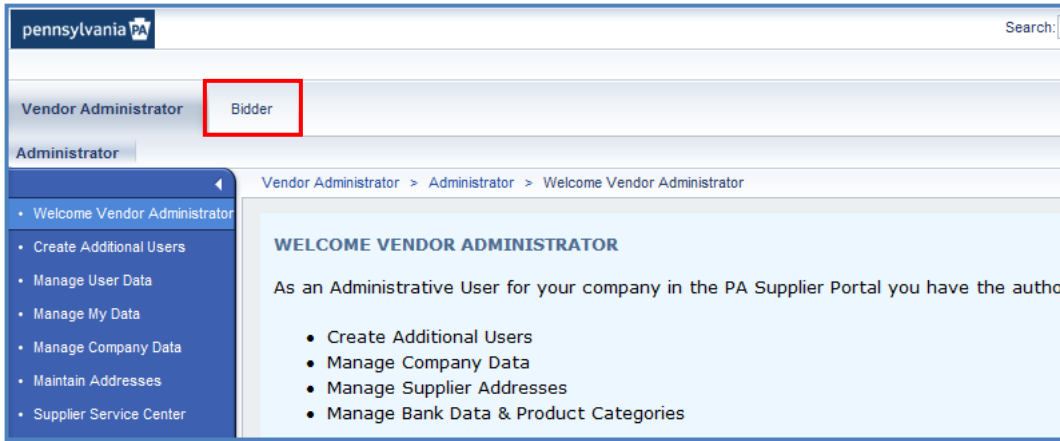 pennsylvania PA
Search:
Vendor Administrator Bidder
Administrator
Vendor Administrator > Administrator > Welcome Vendor Administrator
• Welcome Vendor Administrator
• Create Additional Users
• Manage User Data
• Manage My Data
• Manage Company Data
• Maintain Addresses
• Supplier Service Center
WELCOME VENDOR ADMINISTRATOR
As an Administrative User for your company in the PA Supplier Portal you have the autho
• Create Additional Users
• Manage Company Data
• Manage Supplier Addresses
• Manage Bank Data & Product Categories